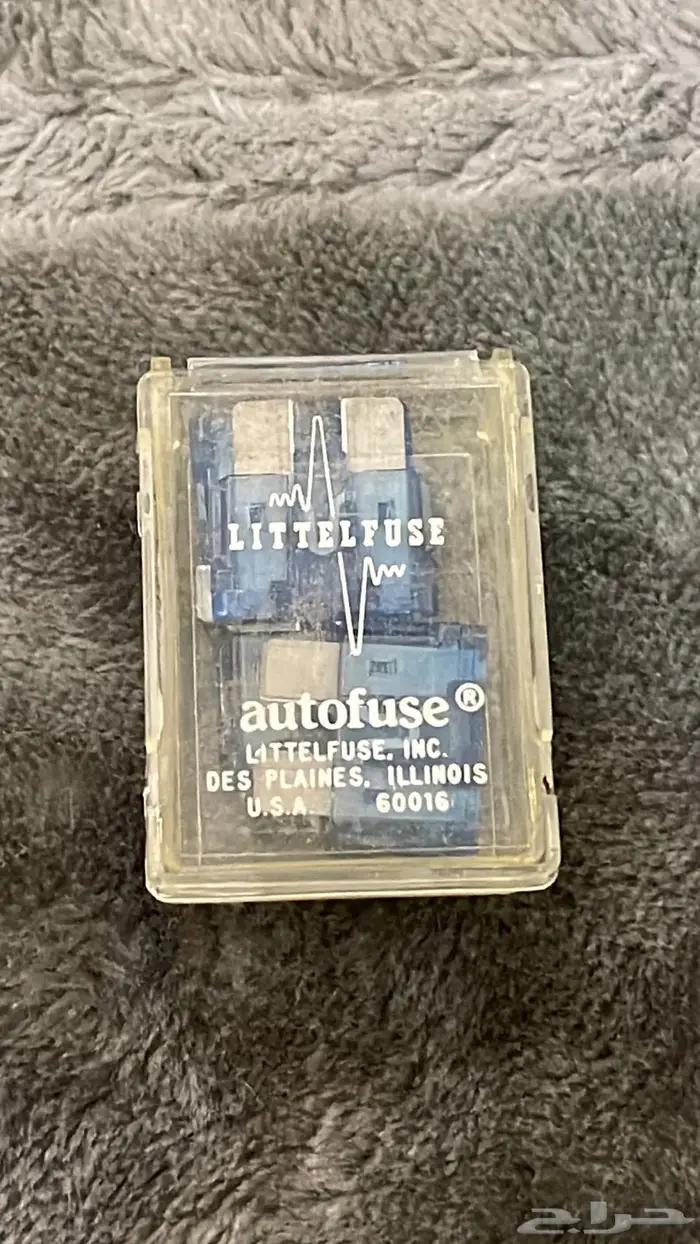 LITTELFUSE
autofuse®
LITTELFUSE, INC.
DES PLAINES, ILLINOIS
U.S.A. 60016
حراج